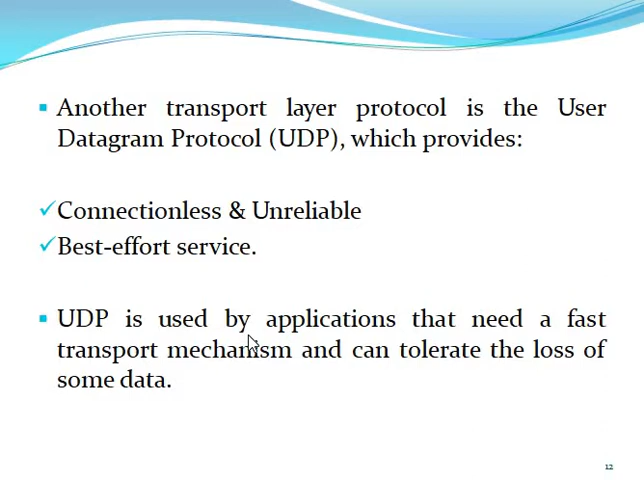 Another transport layer protocol is the User
Datagram Protocol (UDP), which provides:
Connectionless & Unreliable
Best-effort service.
UDP is used by applications that need a fast
transport mechanism and can tolerate the loss of
some data.
12